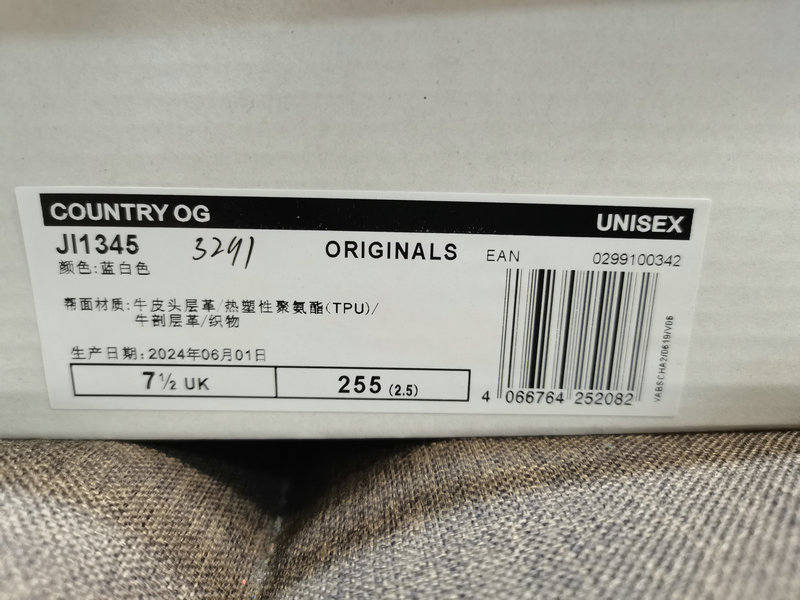 COUNTRY OG
UNISEX
JI1345
3291
ORIGINALS
EAN
0299100342
颜色:蓝白色
帮面材质:牛皮头层革/热塑性聚氨酯(TPU)/
牛剖层革/织物
生产日期:2024年06月01日
7½ UK
255 (2.5)
4 066764 252082
VABSCHA2/0619/V06